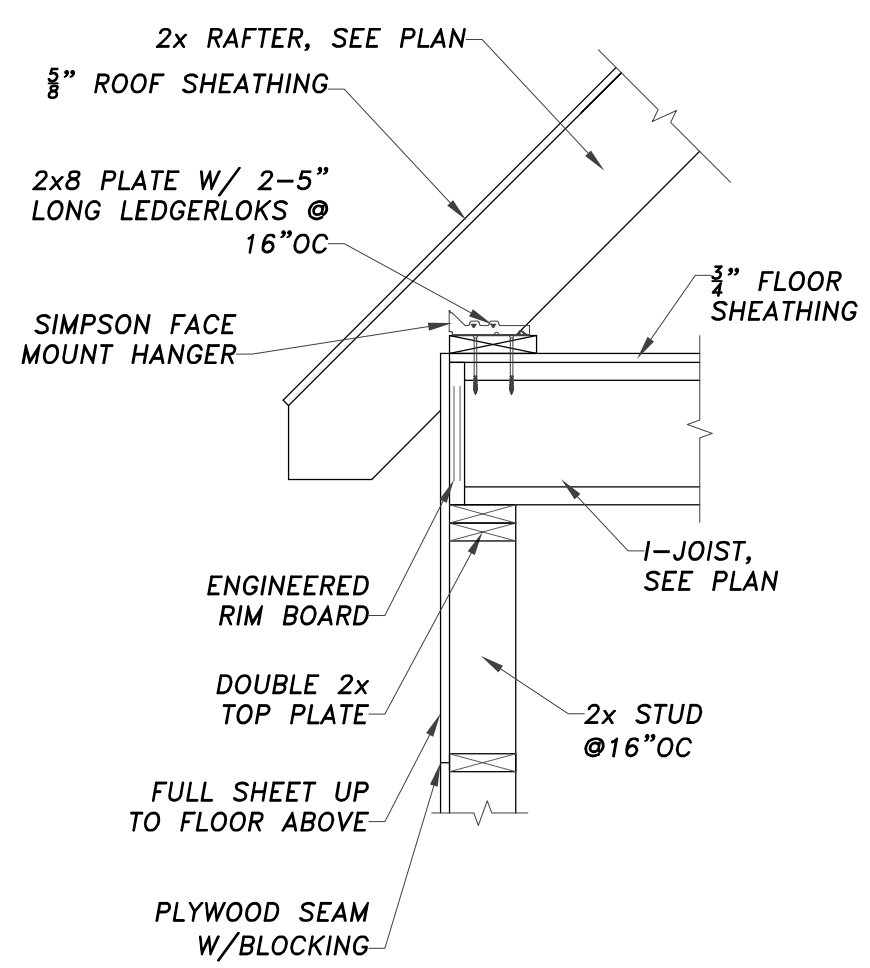 2x RAFTER, SEE PLAN
5/8" ROOF SHEATHING
2x8 PLATE W/ 2-5"
LONG LEDGERLOKS @
16"OC
3/4" FLOOR
SHEATHING
SIMPSON FACE
MOUNT HANGER
I-JOIST,
SEE PLAN
ENGINEERED
RIM BOARD
DOUBLE 2x
TOP PLATE
2x STUD
@16"OC
FULL SHEET UP
TO FLOOR ABOVE
PLYWOOD SEAM
W/BLOCKING